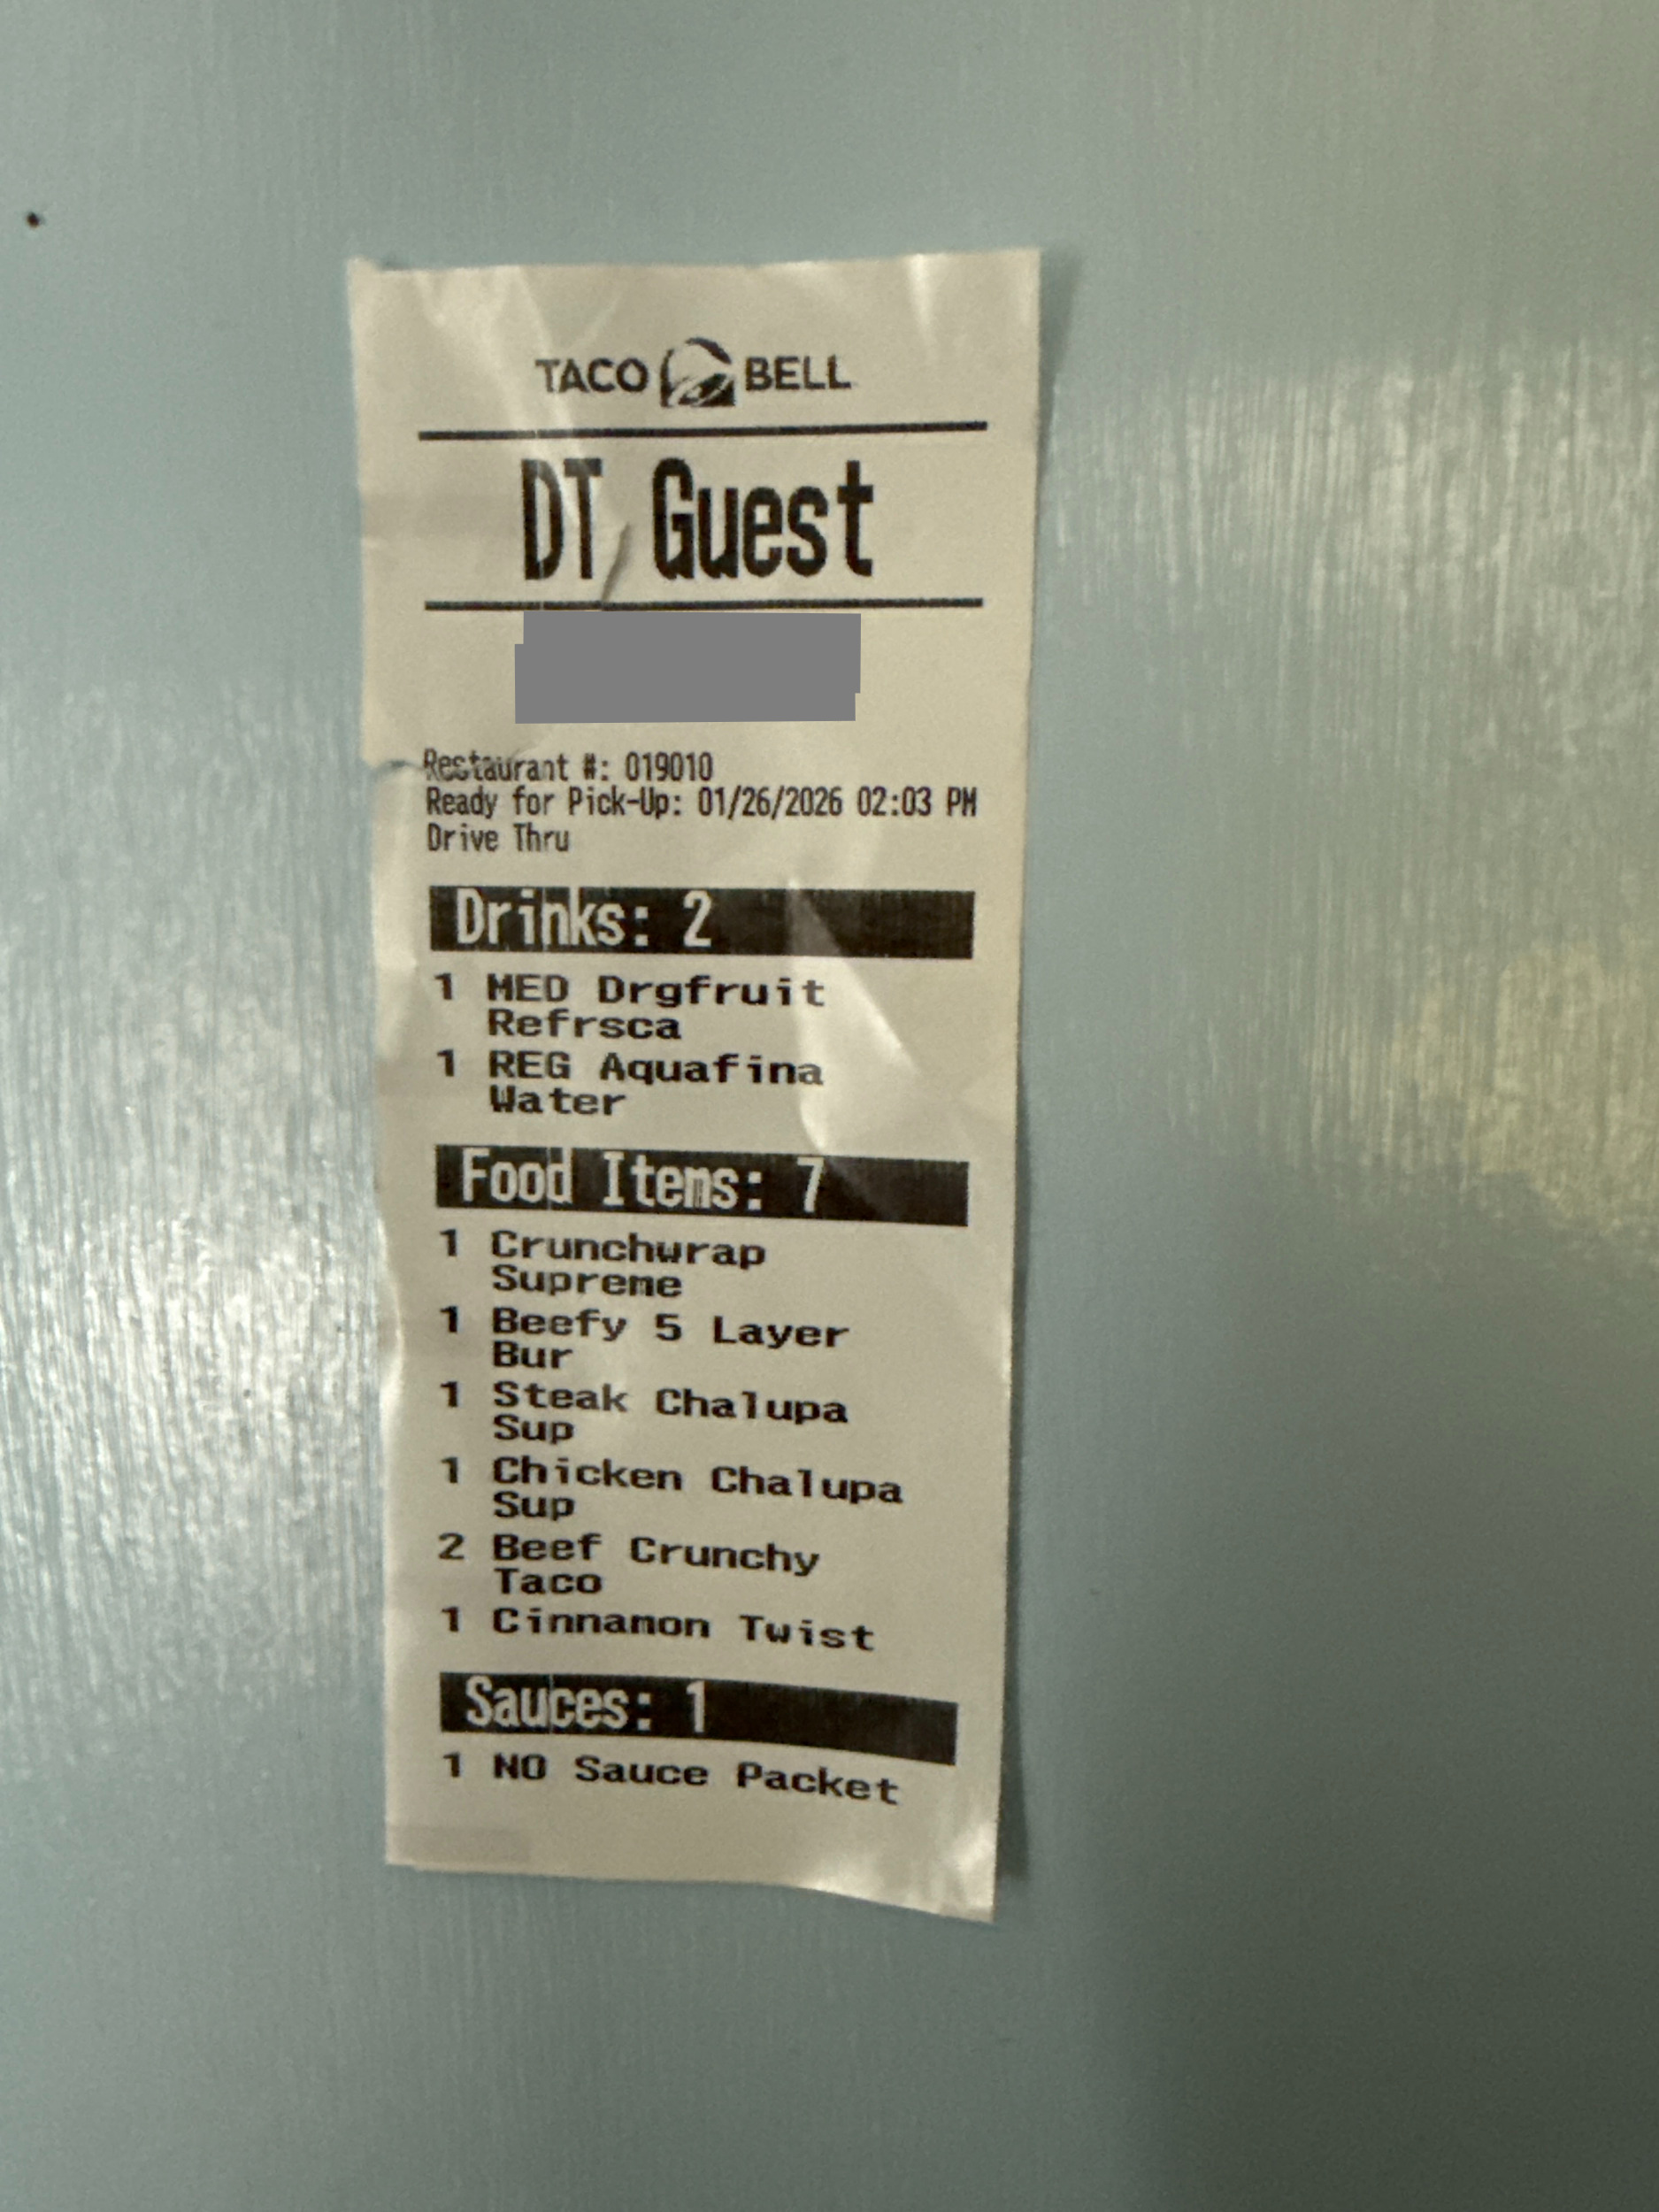 TACO BELL
DT Guest
Restaurant #: 019010
Ready for Pick-Up: 01/26/2026 02:03 PM
Drive Thru
Drinks: 2
1 MED Drgfruit
Refrsca
1 REG Aquafina
Water
Food Items: 7
1 Crunchwrap
Supreme
1 Beefy 5 Layer
Bur
1 Steak Chalupa
Sup
1 Chicken Chalupa
Sup
2 Beef Crunchy
Taco
1 Cinnamon Twist
Sauces: 1
1 NO Sauce Packet